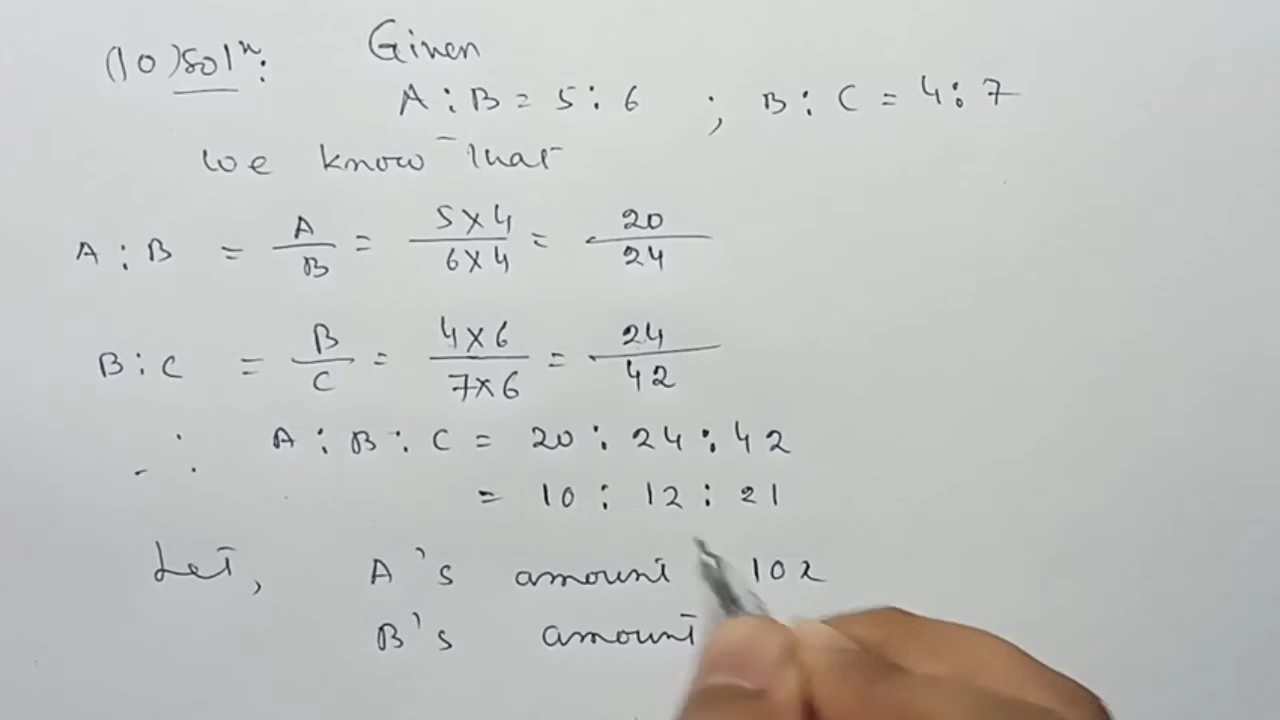 (10) Solⁿ: Given
A : B = 5 : 6 ; B : C = 4 : 7
we know that
A : B = A/B = 5×4/6×4 = 20/24
B : C = B/C = 4×6/7×6 = 24/42
∴ A : B : C = 20 : 24 : 42
= 10 : 12 : 21
Let, A's amount 10x
B's amount